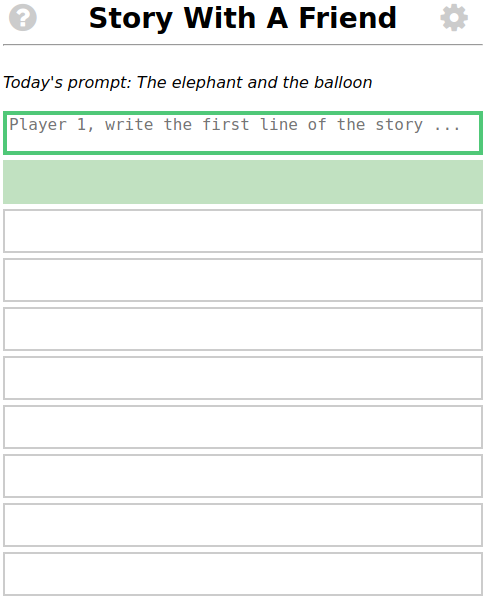 Story With A Friend
Today's prompt: The elephant and the balloon
Player 1, write the first line of the story ...